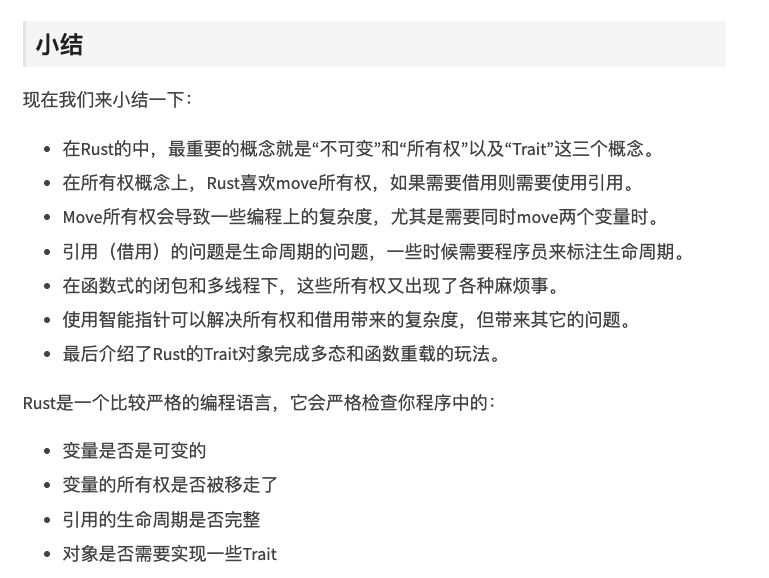 小结
现在我们来小结一下：
在Rust的中，最重要的概念就是“不可变”和“所有权”以及“Trait”这三个概念。
在所有权概念上，Rust喜欢move所有权，如果需要借用则需要使用引用。
Move所有权会导致一些编程上的复杂度，尤其是需要同时move两个变量时。
引用（借用）的问题是生命周期的问题，一些时候需要程序员来标注生命周期。
在函数式的闭包和多线程下，这些所有权又出现了各种麻烦事。
使用智能指针可以解决所有权和借用带来的复杂度，但带来其它的问题。
最后介绍了Rust的Trait对象完成多态和函数重载的玩法。
Rust是一个比较严格的编程语言，它会严格检查你程序中的：
变量是否是可变的
变量的所有权是否被移走了
引用的生命周期是否完整
对象是否需要实现一些Trait